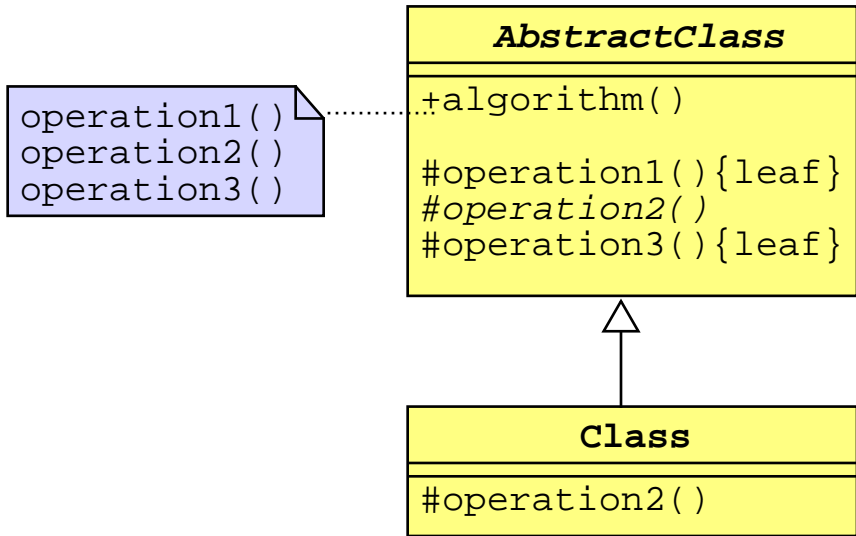 AbstractClass
operation1()
operation2()
operation3()
+algorithm()
#operation1(){leaf}
#operation2()
#operation3(){leaf}
Class
#operation2()